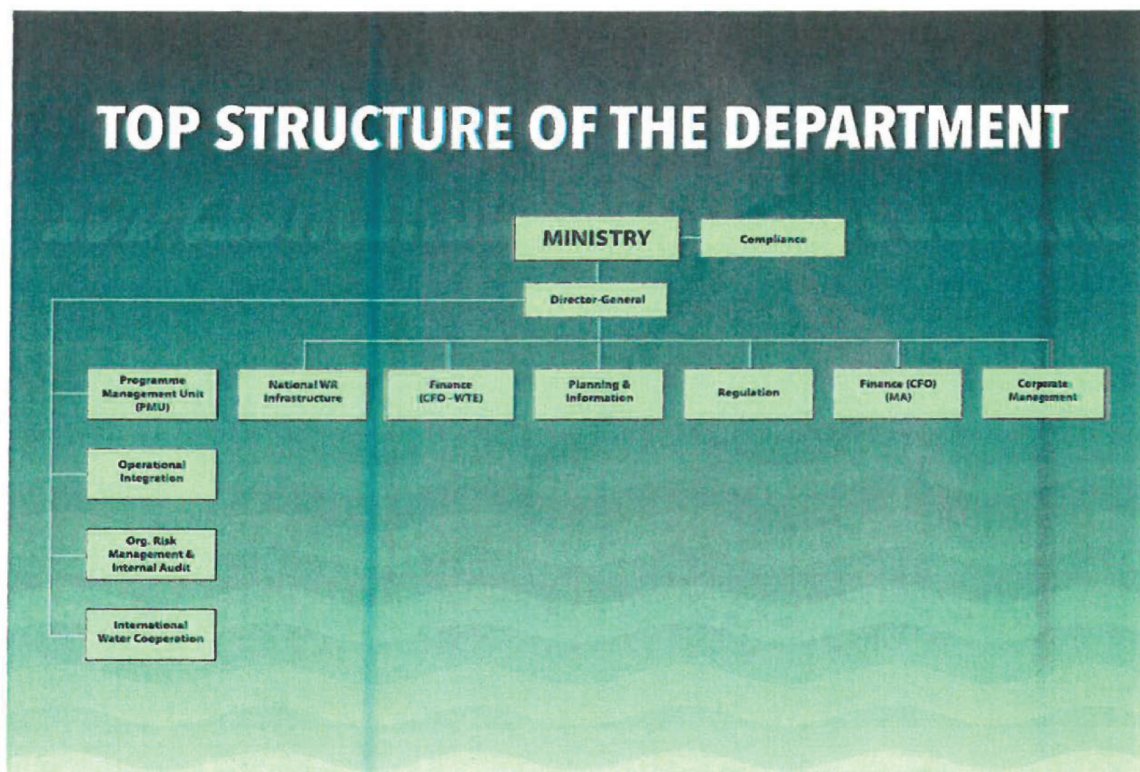 TOP STRUCTURE OF THE DEPARTMENT
MINISTRY
Compliance
Director-General
Programme
Management Unit
(PMU)
National WR
Infrastructure
Finance
(CFO - WTE)
Planning &
Information
Regulation
Finance (CFO)
(MA)
Corporate
Management
Operational
Integration
Org. Risk
Management &
Internal Audit
International
Water Cooperation